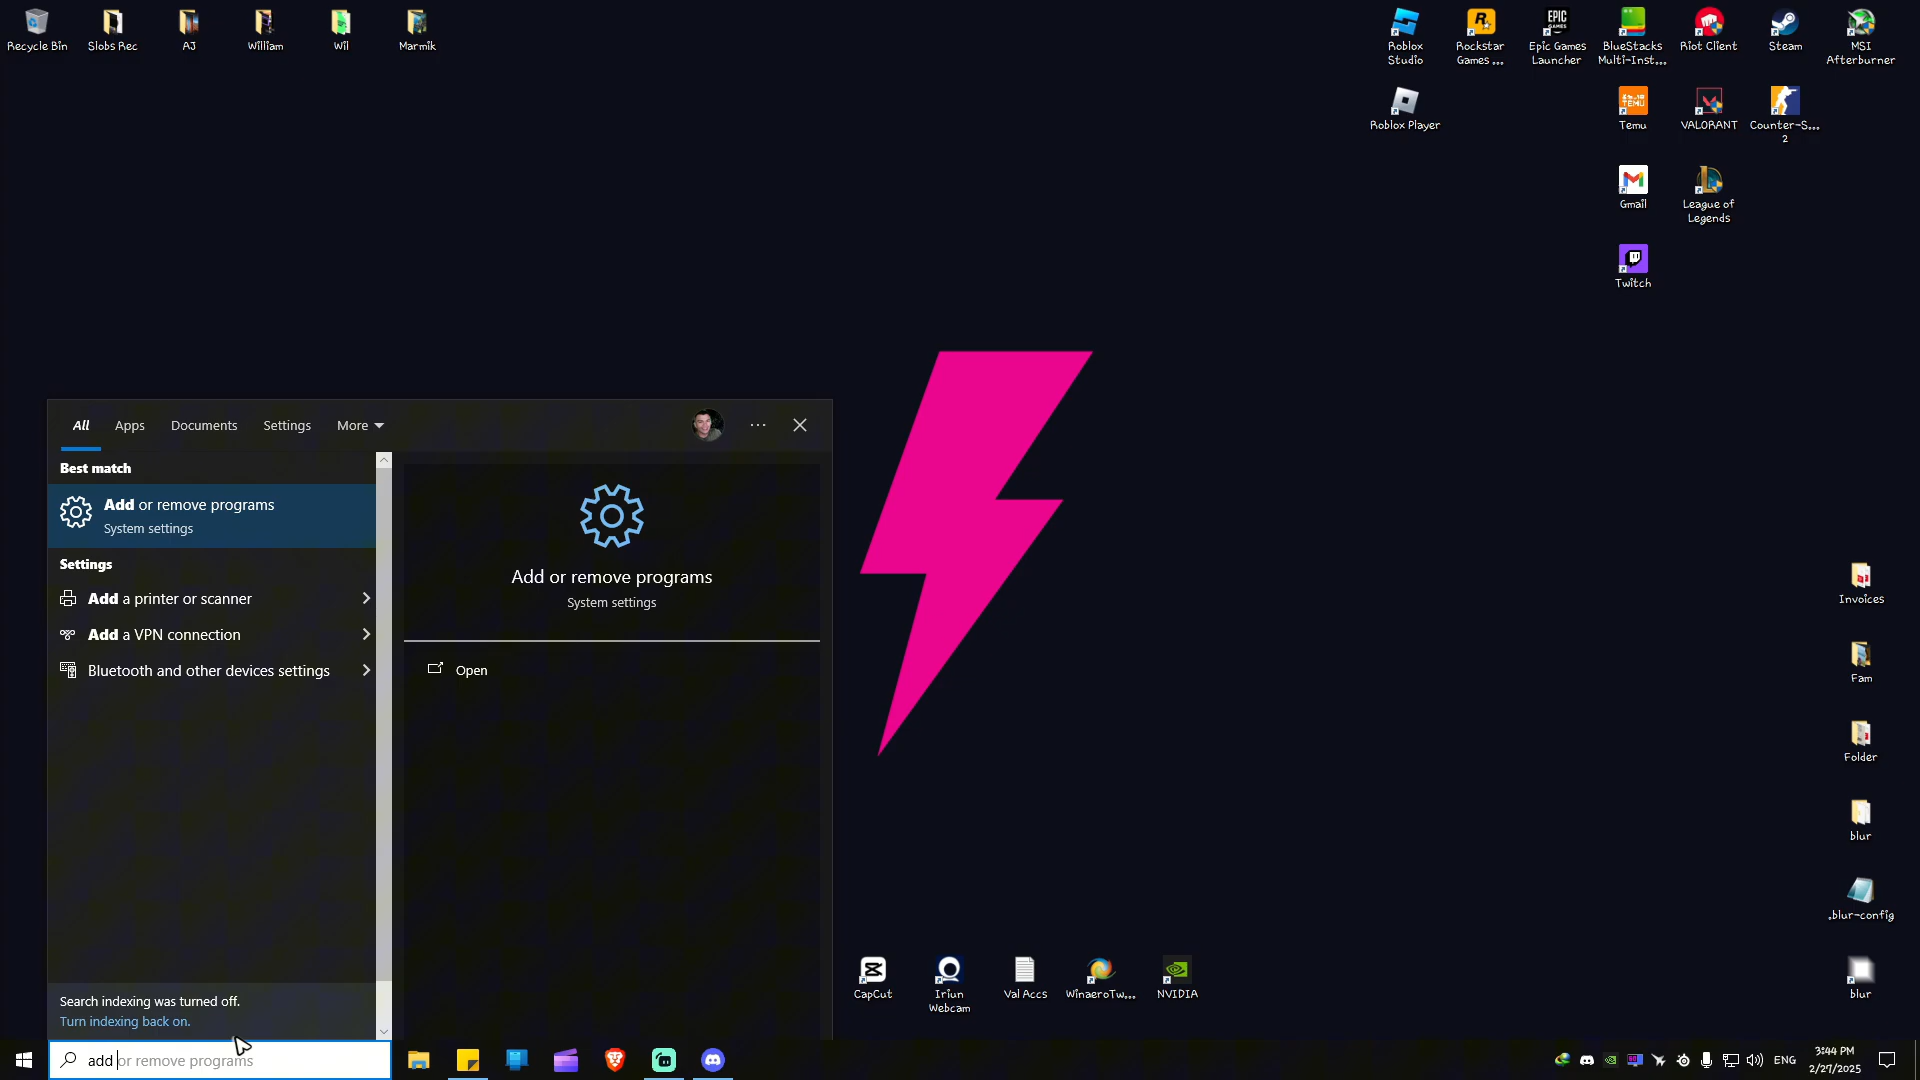 Recycle Bin
Slobs Rec
AJ
William
Wil
Marmik
Roblox
Studio
Rockstar
Games ...
EPIC
GAMES
Epic Games
Launcher
BlueStacks
Multi-Inst...
Riot Client
Steam
MSI
Afterburner
Roblox Player
TEMU
Temu
VALORANT
Counter-S...
2
Gmail
League of
Legends
Twitch
All
Apps
Documents
Settings
More
Best match
Add or remove programs
System settings
Settings
Add a printer or scanner
Add a VPN connection
Bluetooth and other devices settings
Add or remove programs
System settings
Open
Search indexing was turned off.
Turn indexing back on.
Invoices
Fam
Folder
blur
.blur-config
blur
CapCut
Iriun
Webcam
Val Accs
WinaeroTw...
NVIDIA
add or remove programs
ENG
3:44 PM
2/27/2025